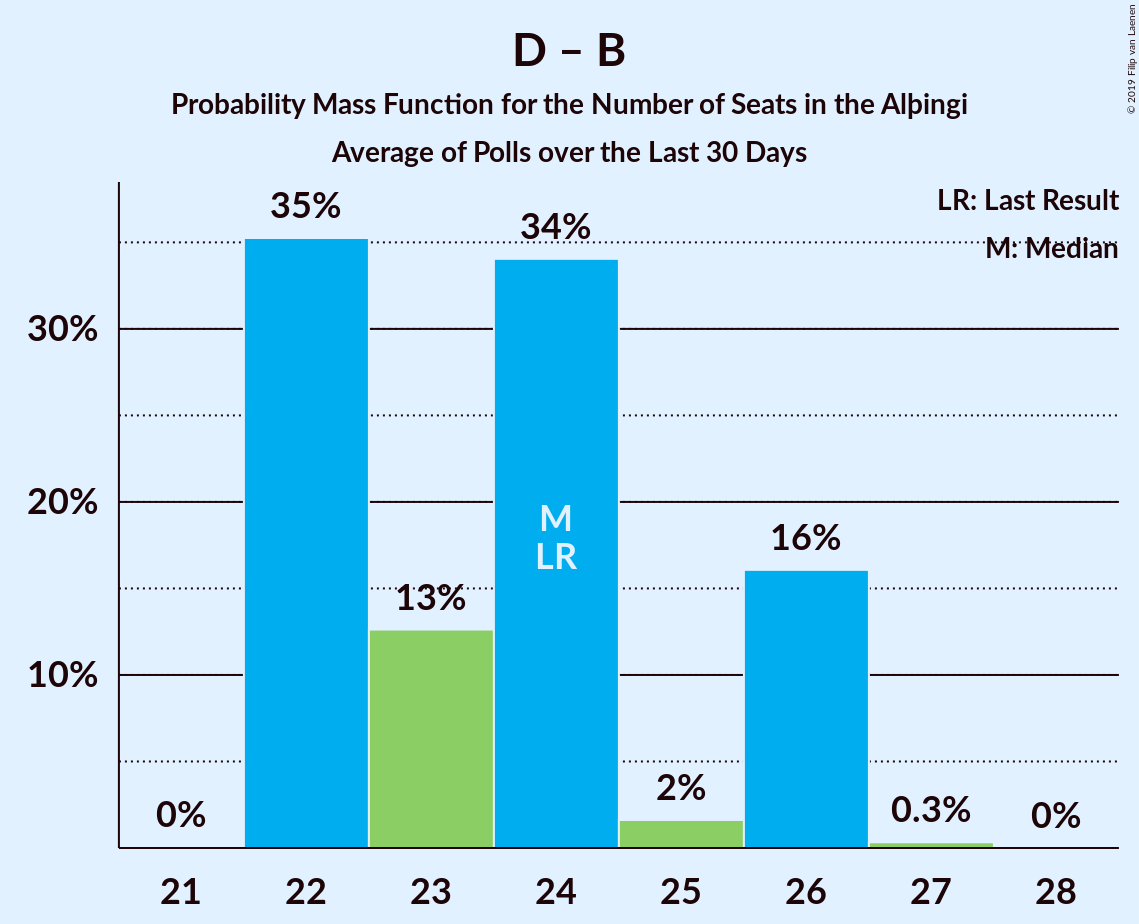 D – B
Probability Mass Function for the Number of Seats in the Alþingi
Average of Polls over the Last 30 Days
© 2019 Filip van Laenen
LR: Last Result
M: Median
35%
34%
30%
20%
M
LR
16%
13%
10%
2%
0.3%
0%
0%
21 22 23 24 25 26 27 28